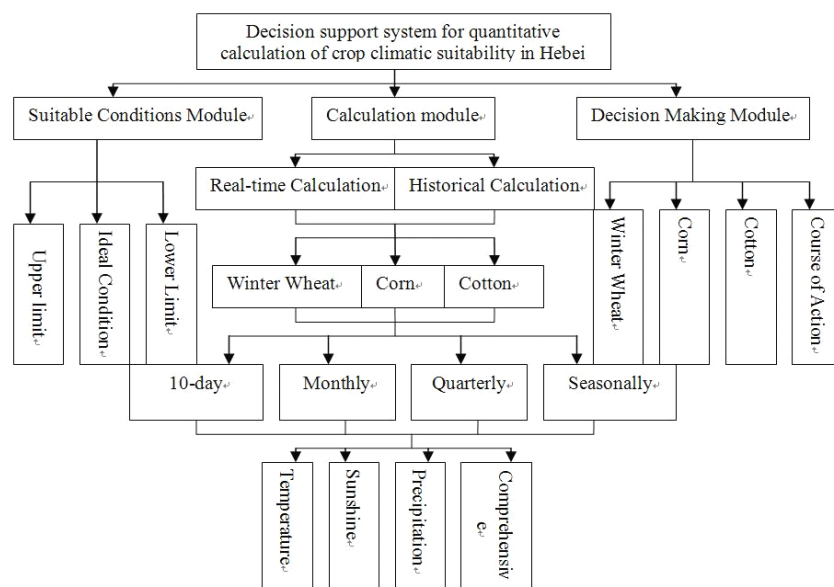 Decision support system for quantitative
calculation of crop climatic suitability in Hebei
Suitable Conditions Module
Calculation module
Decision Making Module
Real-time Calculation
Historical Calculation
Upper limit
Ideal Condition
Lower Limit
Winter Wheat
Corn
Cotton
Winter Wheat
Corn
Cotton
Course of Action
10-day
Monthly
Quarterly
Seasonally
Temperature
Sunshine
Precipitation
Comprehensiv
e